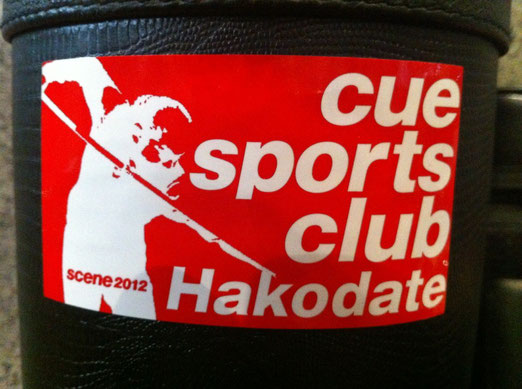 cue
sports
club
Hakodate
scene2012